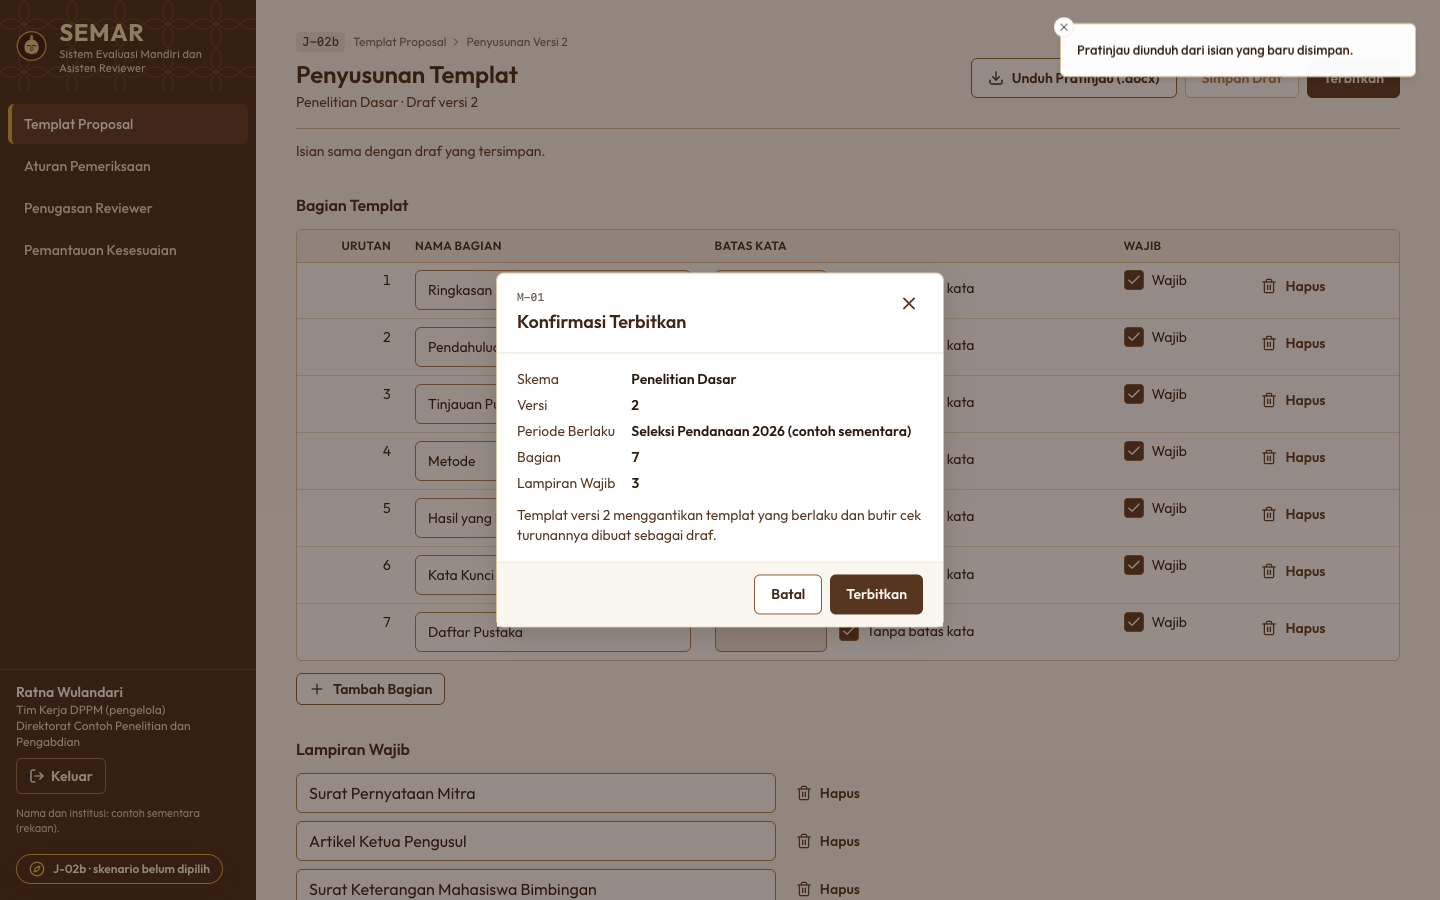 SEMAR
Sistem Evaluasi Mandiri dan
Asisten Reviewer
Templat Proposal
Aturan Pemeriksaan
Penugasan Reviewer
Pemantauan Kesesuaian
Ratna Wulandari
Tim Kerja DPPM (pengelola)
Direktorat Contoh Penelitian dan
Pengabdian
Keluar
Nama dan institusi: contoh sementara
(rekaan).
J-02b · skenario belum dipilih
J-02b Templat Proposal > Penyusunan Versi 2
Penyusunan Templat
Penelitian Dasar · Draf versi 2
Unduh Pratinjau (.docx) Simpan Draf Terbitkan
Pratinjau diunduh dari isian yang baru disimpan.
Isian sama dengan draf yang tersimpan.
Bagian Templat
URUTAN NAMA BAGIAN BATAS KATA WAJIB
1 Ringkasan kata Wajib Hapus
2 kata Wajib Hapus
3 Tinjauan kata Wajib Hapus
4 Metode kata Wajib Hapus
5 Hasil yang kata Wajib Hapus
6 Kata Kunci kata Wajib Hapus
7 Daftar Pustaka Tanpa batas kata Wajib Hapus
Tambah Bagian
Lampiran Wajib
Surat Pernyataan Mitra Hapus
Artikel Ketua Pengusul Hapus
Surat Keterangan Mahasiswa Bimbingan Hapus
M-01
Konfirmasi Terbitkan
Skema Penelitian Dasar
Versi 2
Periode Berlaku Seleksi Pendanaan 2026 (contoh sementara)
Bagian 7
Lampiran Wajib 3
Templat versi 2 menggantikan templat yang berlaku dan butir cek
turunannya dibuat sebagai draf.
Batal Terbitkan